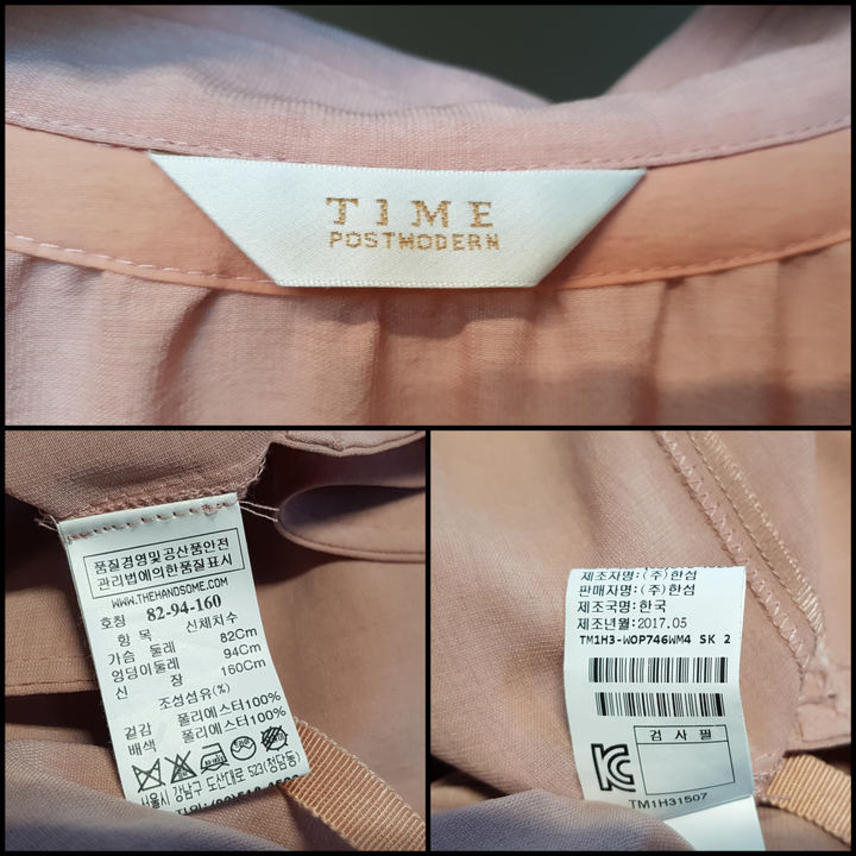 TIME
POSTMODERN
품질경영및공산품안전
관리법에의한품질표시
WWW.THEHANDSOME.COM
호칭 82-94-160
항 목 신체치수
가슴 둘레 82Cm
엉덩이둘레 94Cm
신 장 160Cm
조성섬유(%)
겉감 폴리에스터100%
배색 폴리에스터100%
서울시 강남구 도산대로 523(청담동)
제조자명:(주)한섬
판매자명:(주)한섬
제조국명:한국
제조년월:2017.05
TM1H3-WOP746WM4 SK 2
검 사 필
TM1H31507